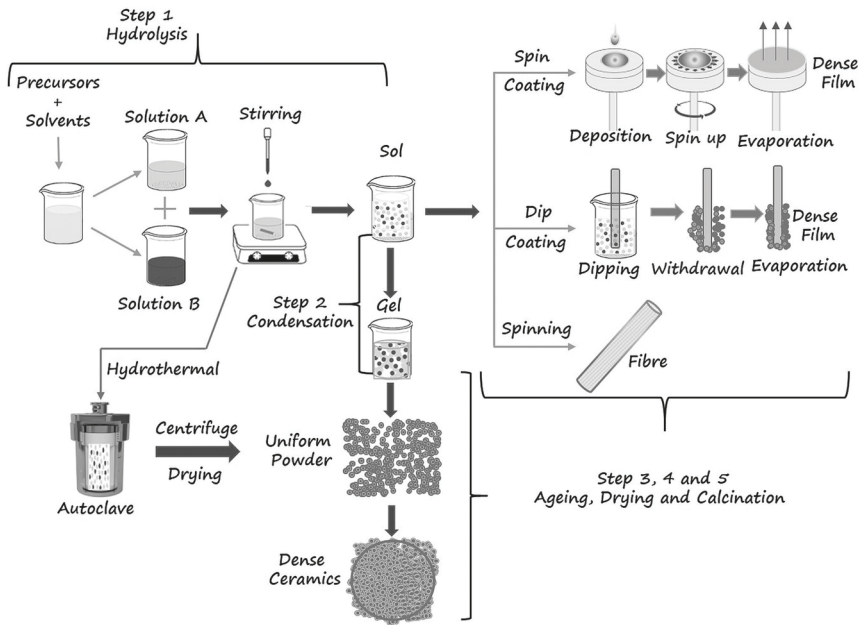 Step 1
Hydrolysis
Precursors
+
Solvents
Solution A
+
Solution B
Stirring
Sol
Step 2
Condensation
Gel
Hydrothermal
Autoclave
Centrifuge
Drying
Uniform
Powder
Dense
Ceramics
Spin
Coating
Deposition
Spin up
Evaporation
Dense
Film
Dip
Coating
Dipping
Withdrawal
Evaporation
Dense
Film
Spinning
Fibre
Step 3, 4 and 5
Ageing, Drying and Calcination